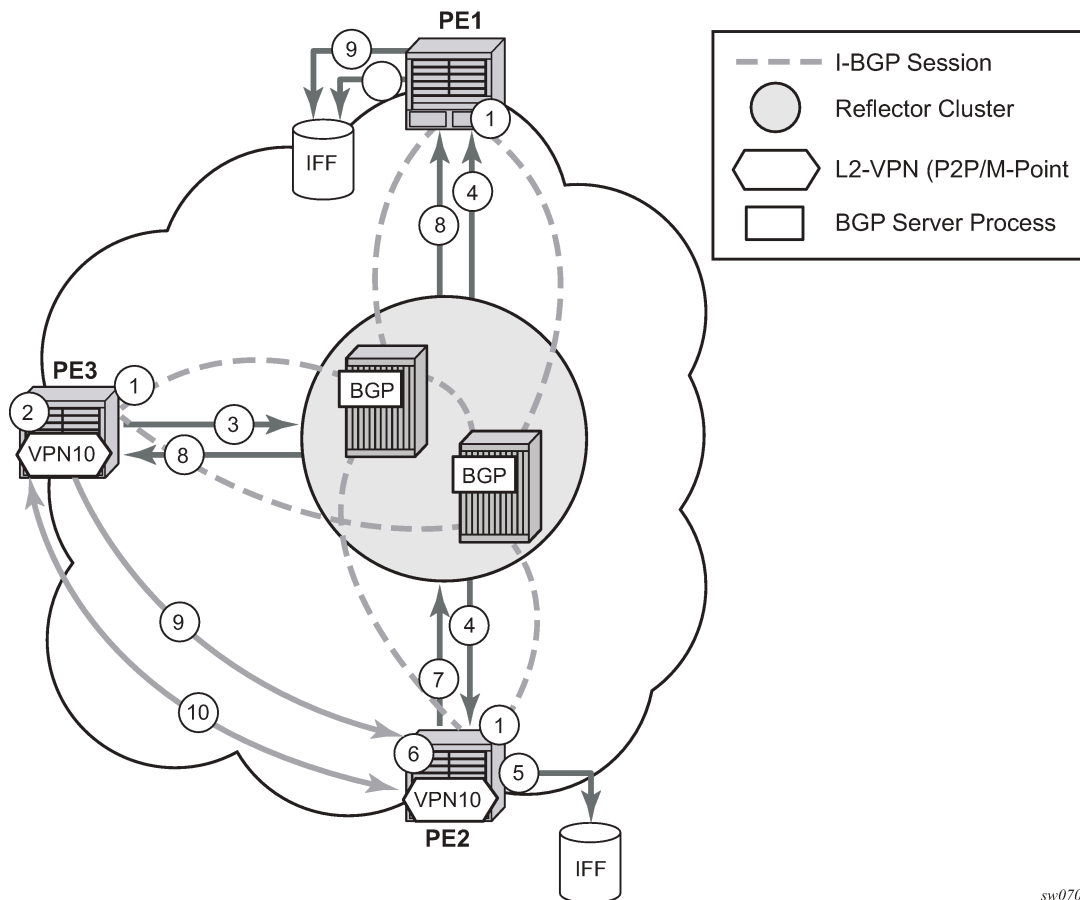 PE1
9
1
IFF
4
8
I-BGP Session
Reflector Cluster
L2-VPN (P2P/M-Point
BGP Server Process
PE3
1
2
3
VPN10
8
BGP
BGP
9
10
4
7
1
6
5
VPN10
PE2
IFF
sw070